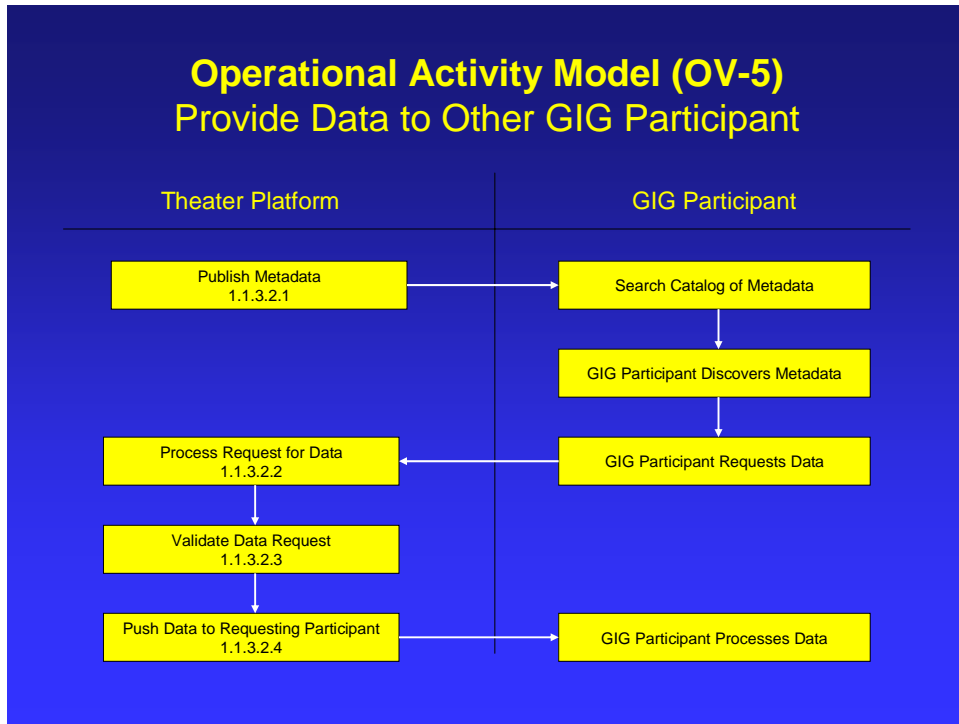 Operational Activity Model (OV-5)
Provide Data to Other GIG Participant
Theater Platform
GIG Participant
Publish Metadata
1.1.3.2.1
Search Catalog of Metadata
GIG Participant Discovers Metadata
Process Request for Data
1.1.3.2.2
GIG Participant Requests Data
Validate Data Request
1.1.3.2.3
Push Data to Requesting Participant
1.1.3.2.4
GIG Participant Processes Data